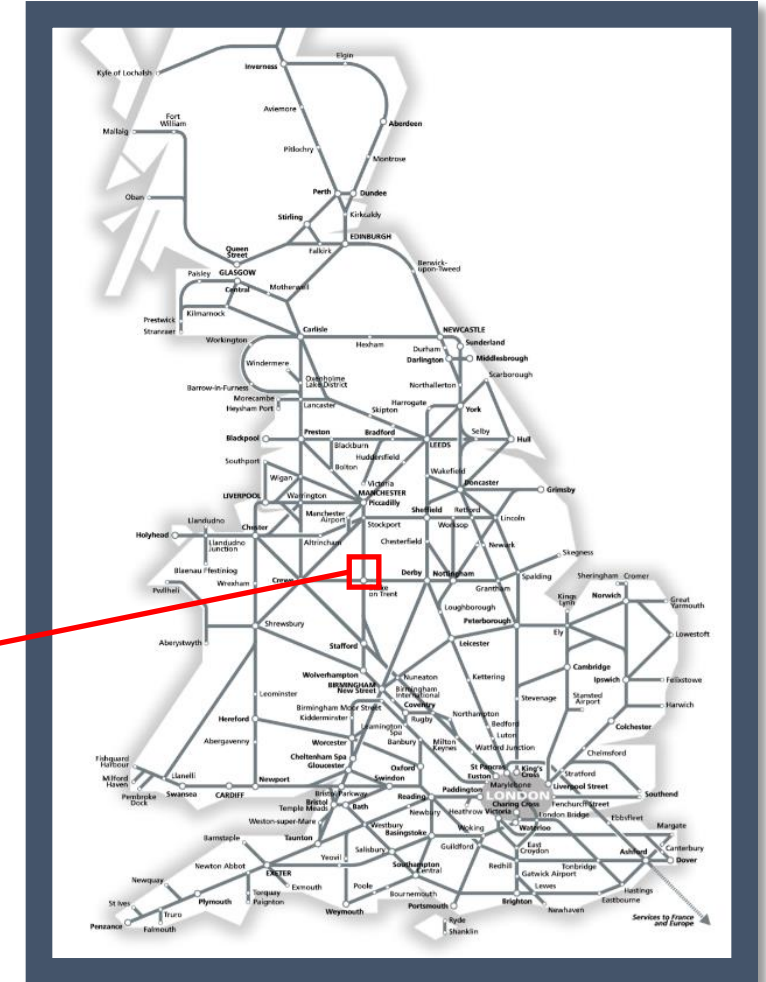 Kyle of Lochalsh
Inverness
Elgin
Aviemore
Fort
William
Mallaig
Aberdeen
Pitlochry
Montrose
Perth
Dundee
Oban
Stirling
Kirkcaldy
Queen
Street
Falkirk
EDINBURGH
Berwick-
upon-Tweed
Paisley
GLASGOW
Central
Motherwell
Kilmarnock
Prestwick
Stranraer
Carlisle
NEWCASTLE
Workington
Hexham
Durham
Sunderland
Darlington
Middlesbrough
Windermere
Scarborough
Oxenholme
Lake District
Northallerton
Barrow-in-Furness
Morecambe
Heysham Port
Lancaster
Skipton
Harrogate
York
Blackpool
Preston
Bradford
Blackburn
LEEDS
Selby
Hull
Southport
Huddersfield
Bolton
Wakefield
Wigan
Victoria
MANCHESTER
Piccadilly
Doncaster
Grimsby
LIVERPOOL
Warrington
Manchester
Airport
Stockport
Sheffield
Retford
Lincoln
Llandudno
Holyhead
Chester
Altrincham
Worksop
Llandudno
Junction
Chesterfield
Newark
Skegness
Blaenau Ffestiniog
Derby
Nottingham
Spalding
Sheringham
Cromer
Pwllheli
Wrexham
on Trent
Grantham
Kings
Lynn
Norwich
Great
Yarmouth
Loughborough
Peterborough
Shrewsbury
Ely
Lowestoft
Aberystwyth
Stafford
Leicester
Wolverhampton
Nuneaton
Kettering
Cambridge
BIRMINGHAM
New Street
Birmingham
International
Ipswich
Felixstowe
Leominster
Stevenage
Stansted
Airport
Birmingham Moor Street
Coventry
Harwich
Kidderminster
Rugby
Northampton
Hereford
Leamington
Spa
Bedford
Colchester
Abergavenny
Worcester
Banbury
Milton
Keynes
Luton
Watford Junction
Chelmsford
Cheltenham Spa
Gloucester
Oxford
St Pancras
King's
Cross
Euston
Stratford
Fishguard
Harbour
Llanelli
Newport
Swindon
Marylebone
Liverpool Street
Milford
Haven
Pembroke
Dock
Swansea
CARDIFF
Bristol Parkway
Reading
Paddington
LONDON
Southend
Bristol
Temple Meads
Bath
Newbury
Heathrow
Victoria
Charing Cross
Fenchurch Street
Weston-super-Mare
London Bridge
Ebbsfleet
Westbury
Basingstoke
Woking
Waterloo
Margate
Barnstaple
Taunton
Salisbury
Guildford
East
Croydon
Canterbury
Ashford
Dover
Yeovil
Newton Abbot
EXETER
Southampton
Central
Redhill
Gatwick Airport
Tonbridge
Newquay
Exmouth
Poole
Bournemouth
Lewes
Hastings
Eastbourne
St Ives
Plymouth
Torquay
Paignton
Weymouth
Portsmouth
Brighton
Newhaven
Truro
Penzance
Falmouth
Ryde
Shanklin
Services to France
and Europe